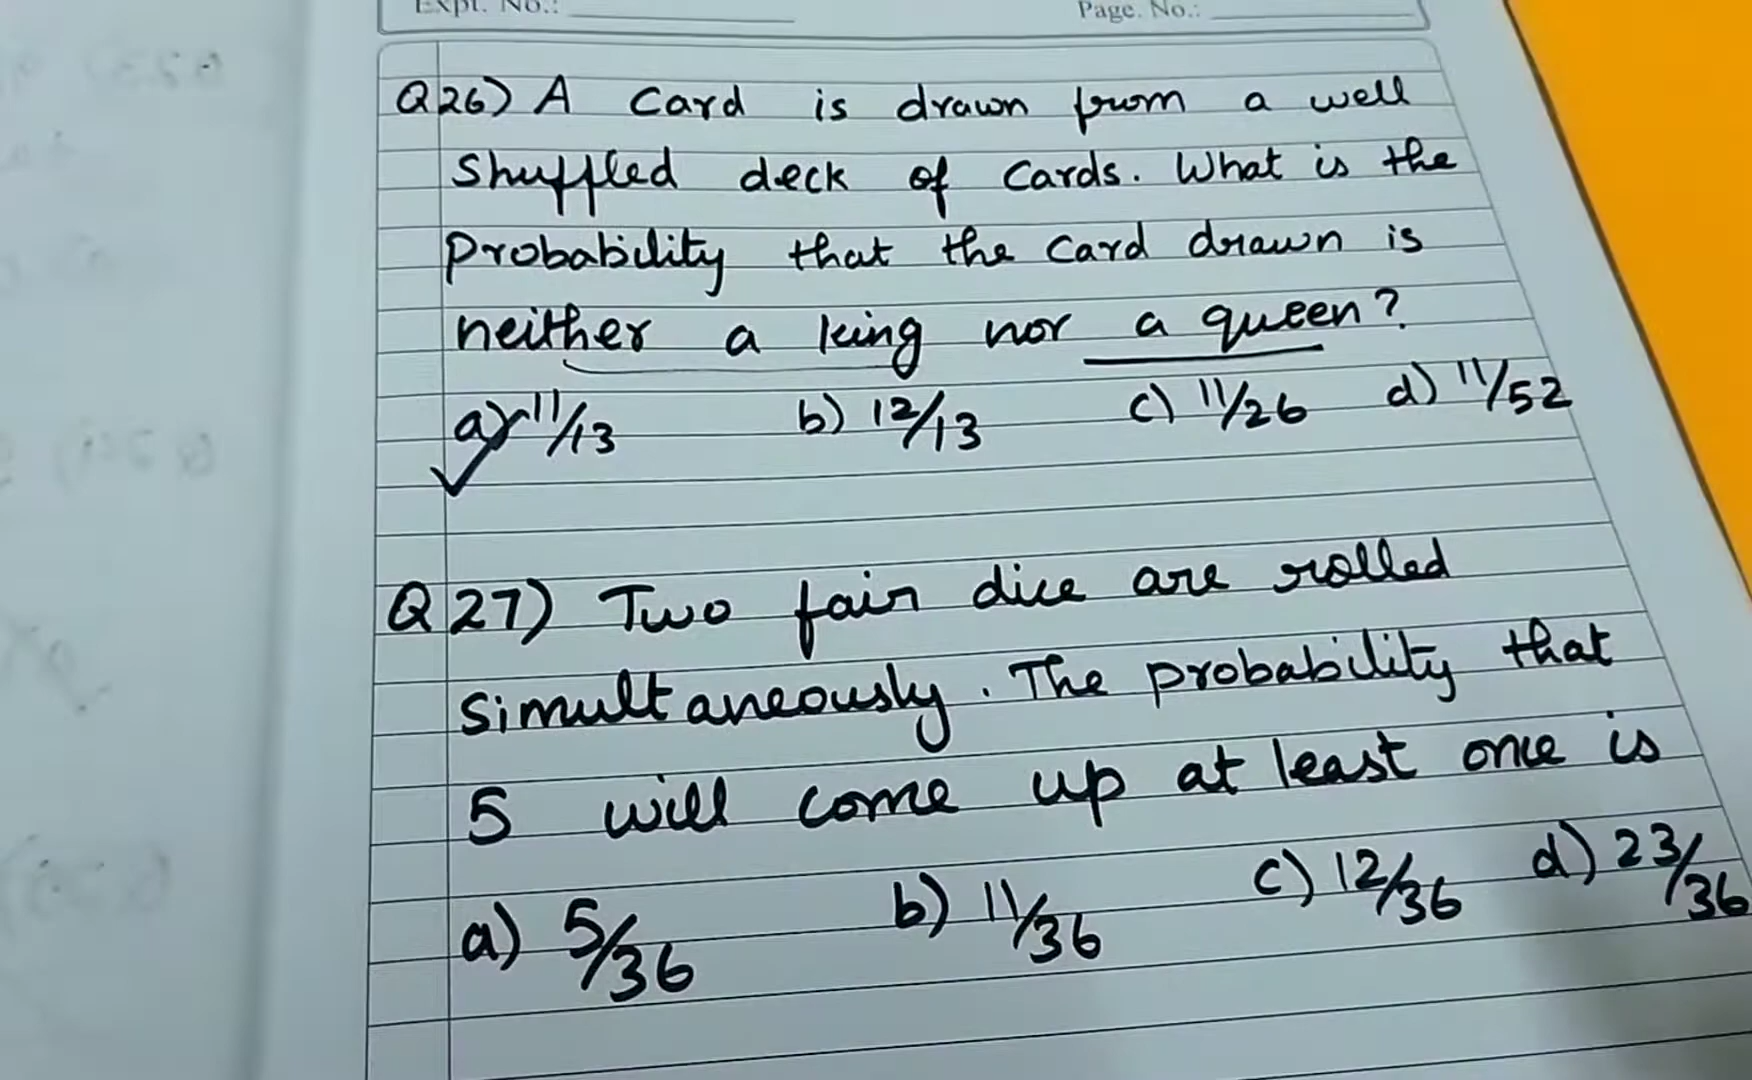 Expt. No.: Page. No.:
Q26) A Card is drawn from a well
shuffled deck of Cards. What is the
probability that the Card drawn is
neither a king nor a queen?
a) 11/13 b) 12/13 c) 11/26 d) 11/52
Q27) Two fair dice are rolled
simultaneously. The probability that
5 will come up at least once is
a) 5/36 b) 11/36 c) 12/36 d) 23/36